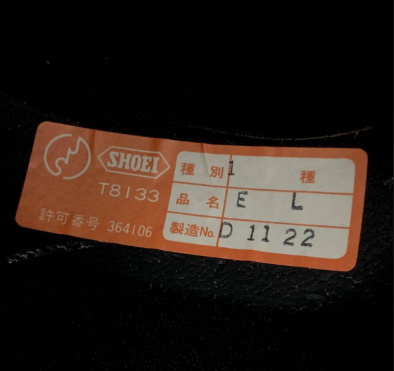 SHOEI
T8133
許可番号 364106
種別 1 種
品名 E L
製造No. D 11 22